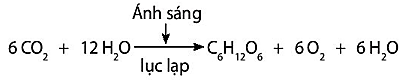 Ánh sáng
6 CO₂ + 12 H₂O → C₆H₁₂O₆ + 6 O₂ + 6 H₂O
lục lạp